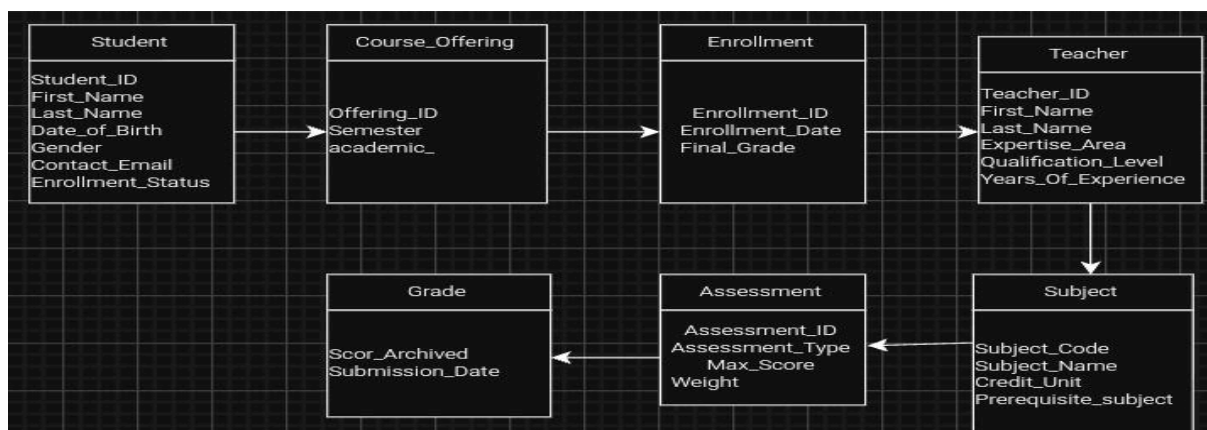 Student
Student_ID
First_Name
Last_Name
Date_of_Birth
Gender
Contact_Email
Enrollment_Status
Course_Offering
Offering_ID
Semester
academic_
Enrollment
Enrollment_ID
Enrollment_Date
Final_Grade
Teacher
Teacher_ID
First_Name
Last_Name
Expertise_Area
Qualification_Level
Years_Of_Experience
Grade
Scor_Archived
Submission_Date
Assessment
Assessment_ID
Assessment_Type
Max_Score
Weight
Subject
Subject_Code
Subject_Name
Credit_Unit
Prerequisite_subject